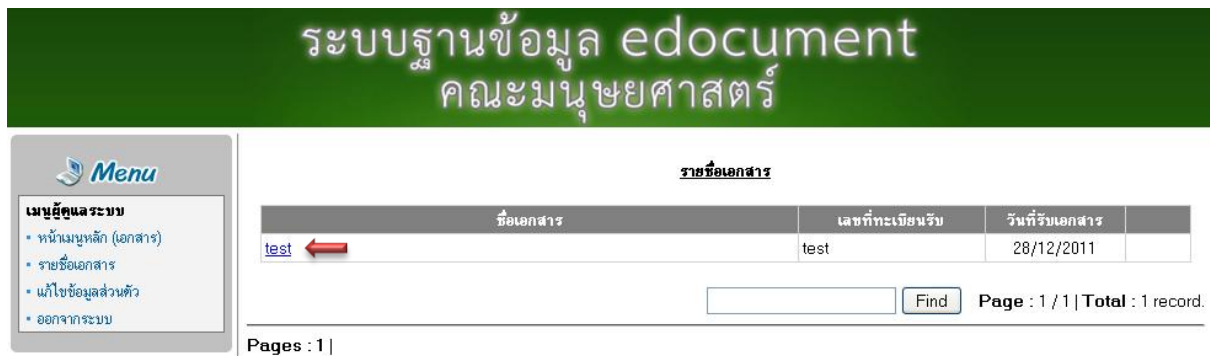 ระบบฐานข้อมูล edocument
คณะมนุษยศาสตร์
Menu
เมนูผู้ดูแลระบบ
หน้าเมนูหลัก (เอกสาร)
รายชื่อเอกสาร
แก้ไขข้อมูลส่วนตัว
ออกจากระบบ
รายชื่อเอกสาร
ชื่อเอกสาร เลขที่ทะเบียนรับ วันที่รับเอกสาร
test test 28/12/2011
Find Page : 1 / 1 | Total : 1 record.
Pages : 1 |